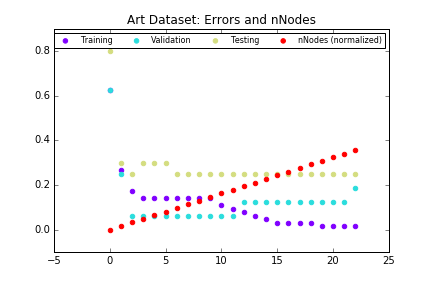 Art Dataset: Errors and nNodes
Training Validation Testing nNodes (normalized)
0.8
0.6
0.4
0.2
0.0
−5 0 5 10 15 20 25